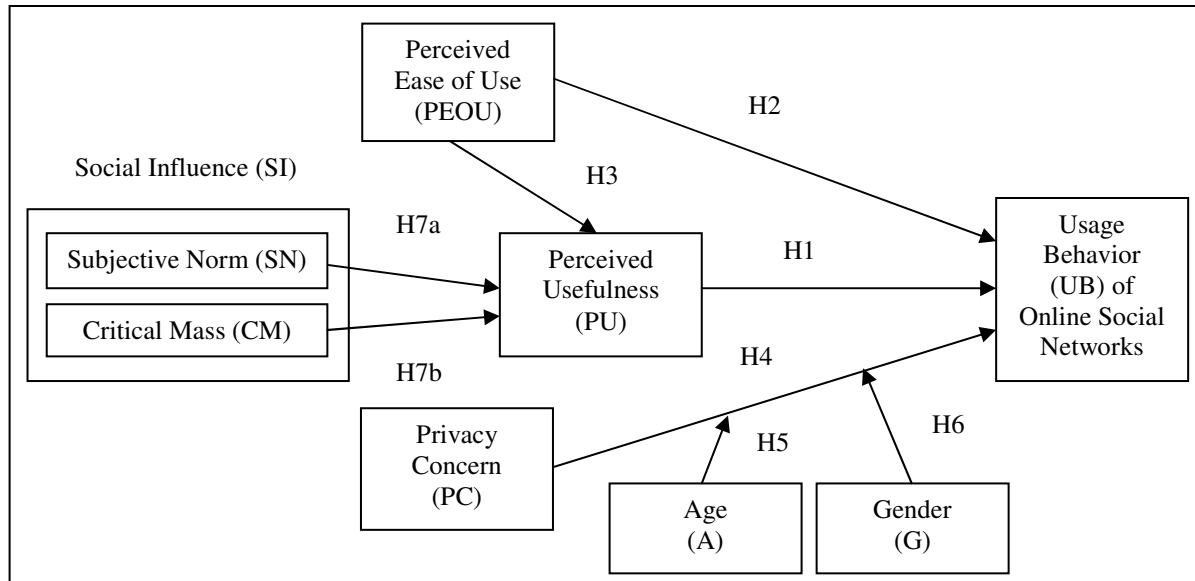 Perceived
Ease of Use
(PEOU)
H2
Social Influence (SI)
H3
H7a
Subjective Norm (SN)
Critical Mass (CM)
Perceived
Usefulness
(PU)
H1
Usage
Behavior
(UB) of
Online Social
Networks
H7b
H4
Privacy
Concern
(PC)
H5
H6
Age
(A)
Gender
(G)